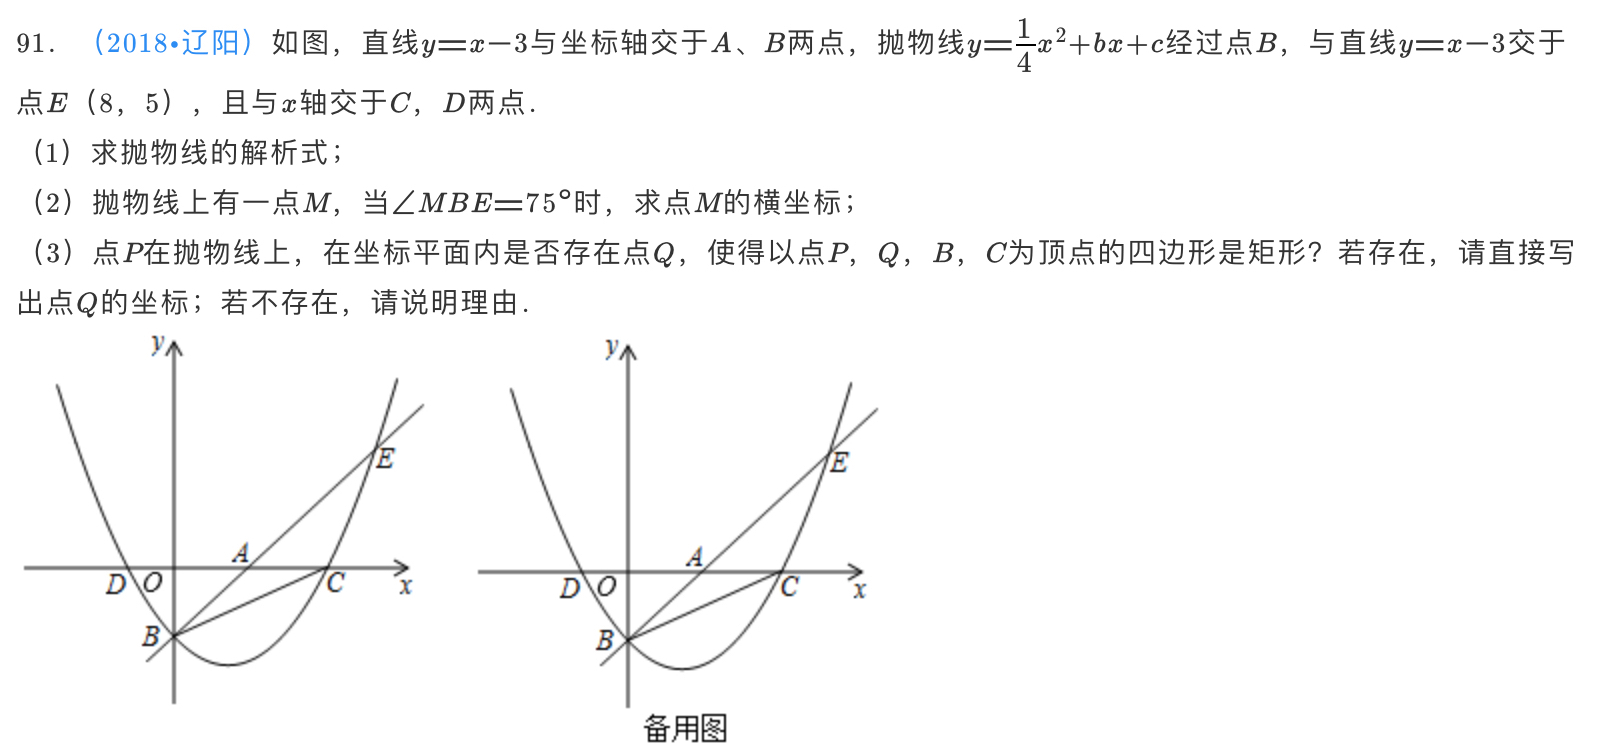 91. （2018•辽阳）如图，直线y=x−3与坐标轴交于A、B两点，抛物线y=1/4x²+bx+c经过点B，与直线y=x−3交于
点E（8，5），且与x轴交于C，D两点．
（1）求抛物线的解析式；
（2）抛物线上有一点M，当∠MBE=75°时，求点M的横坐标；
（3）点P在抛物线上，在坐标平面内是否存在点Q，使得以点P，Q，B，C为顶点的四边形是矩形？若存在，请直接写
出点Q的坐标；若不存在，请说明理由．
y
E
A
D O C x
B
y
E
A
D O C x
B
备用图